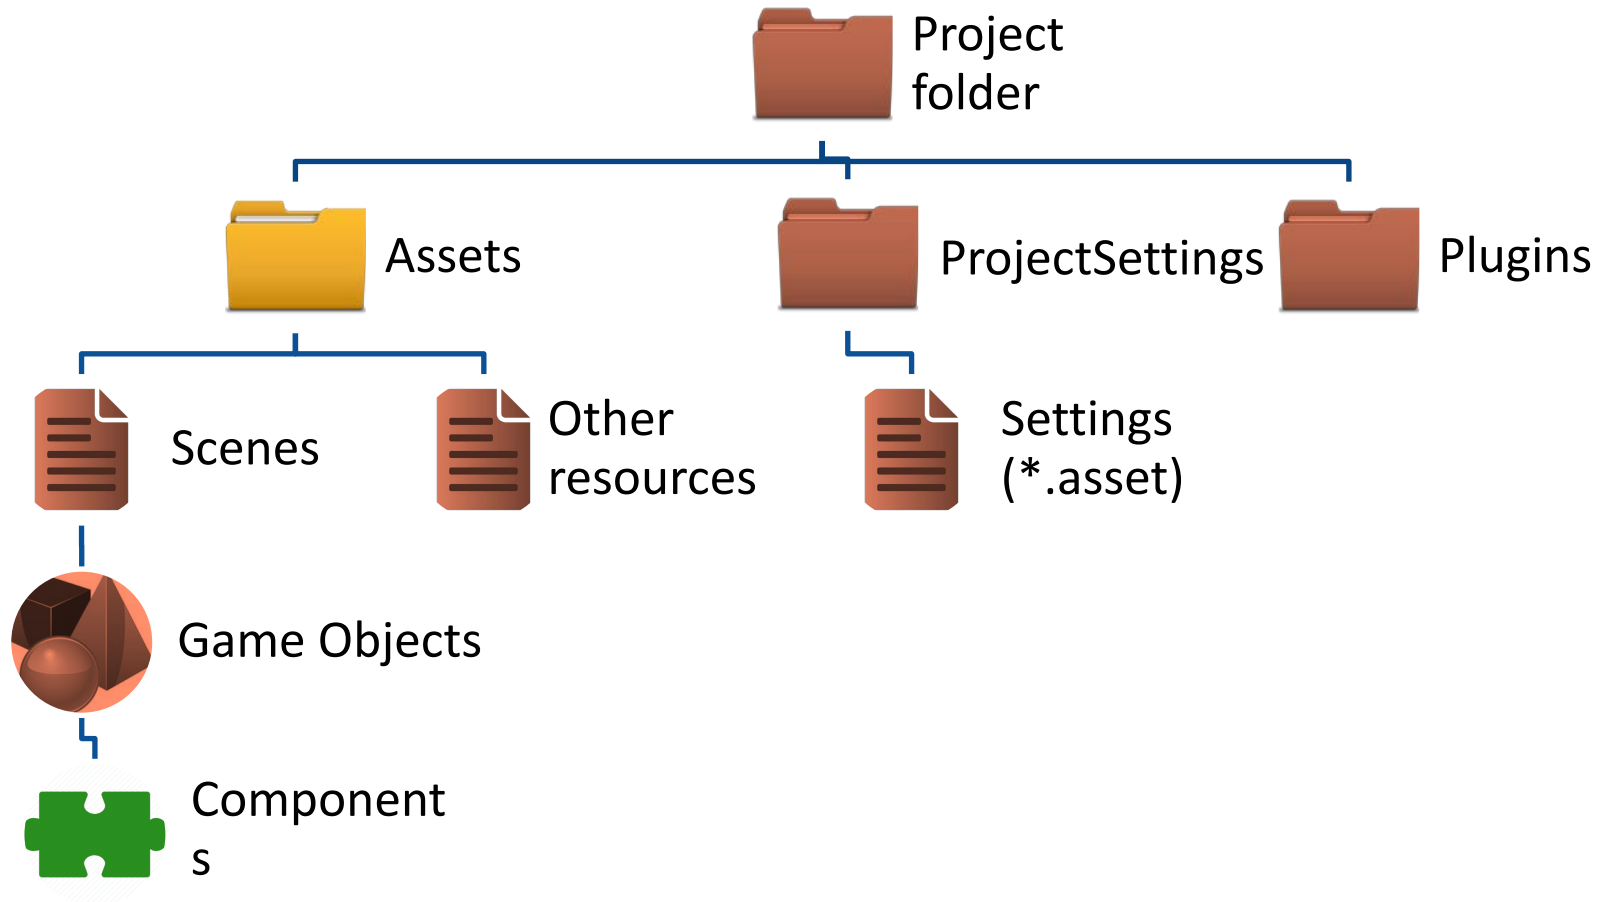 Project
folder
Assets
ProjectSettings
Plugins
Scenes
Other
resources
Settings
(*.asset)
Game Objects
Component
s